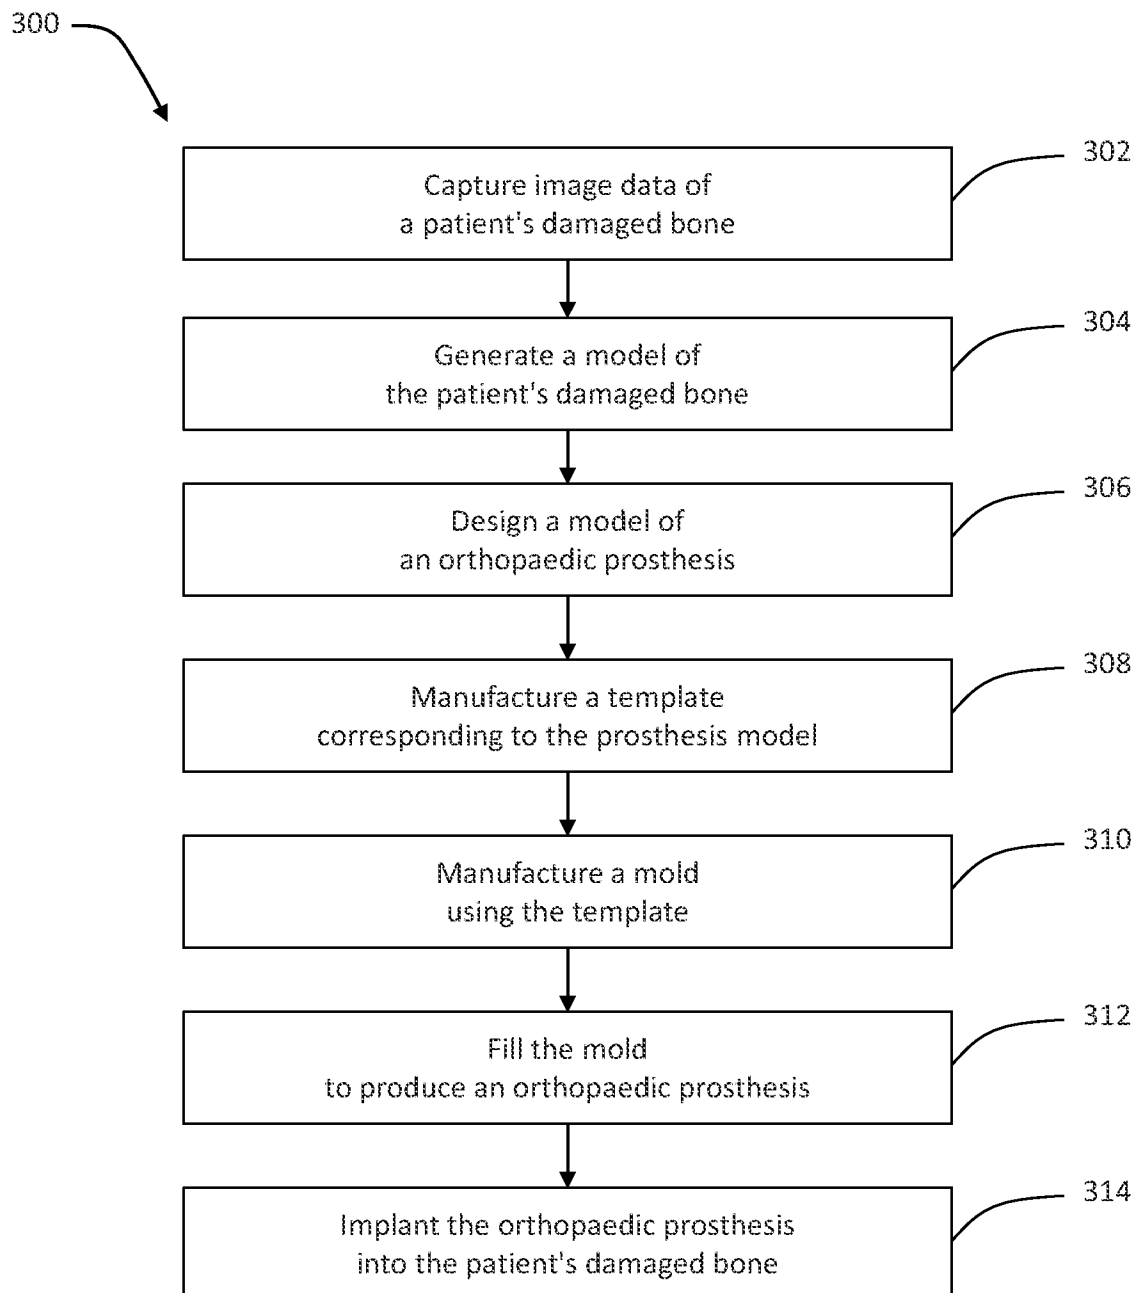 300
302
Capture image data of
a patient's damaged bone
304
Generate a model of
the patient's damaged bone
306
Design a model of
an orthopaedic prosthesis
308
Manufacture a template
corresponding to the prosthesis model
310
Manufacture a mold
using the template
312
Fill the mold
to produce an orthopaedic prosthesis
314
Implant the orthopaedic prosthesis
into the patient's damaged bone